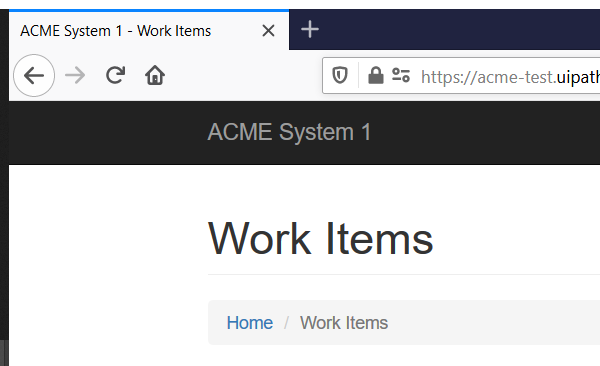 ACME System 1 - Work Items
https://acme-test.uipath
ACME System 1
Work Items
Home / Work Items